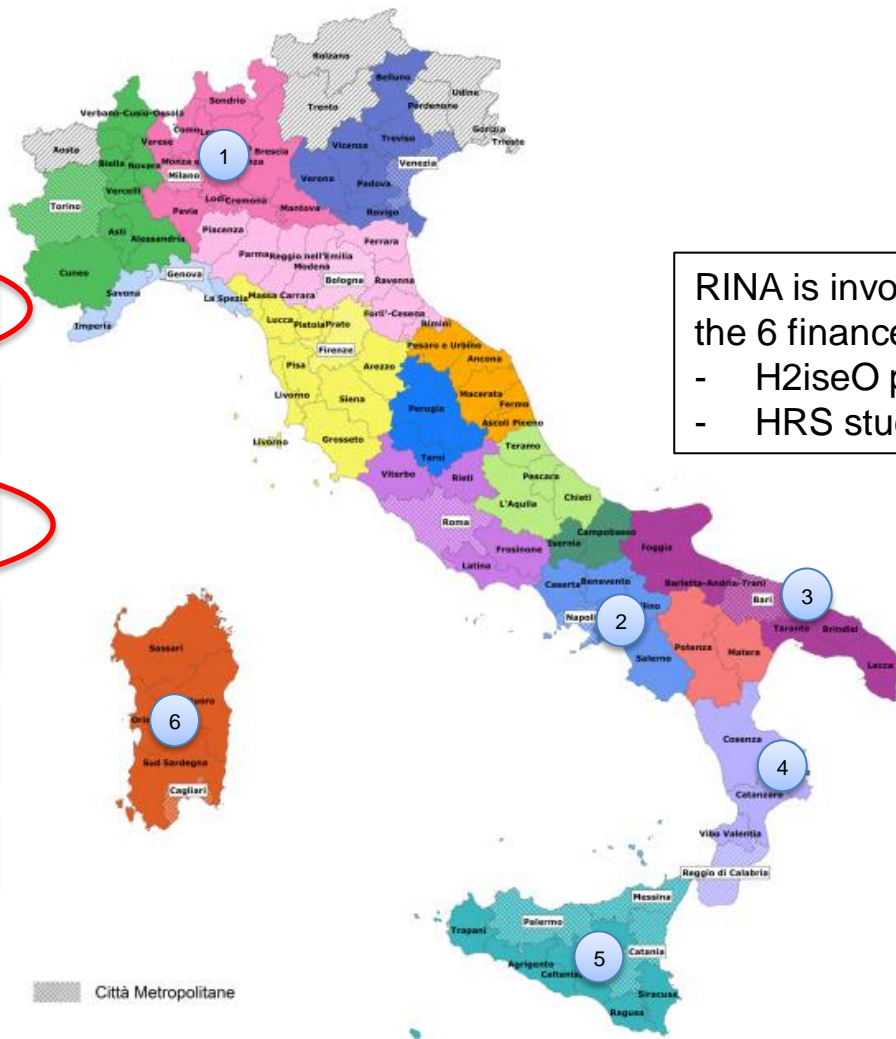 Bolzano
Belluno
Sondrio
Udine
Trento
Pordenone
Verbano-Cusio-Ossola
Gorizia
Como
Treviso
Trieste
Varese
Vicenza
Aosta
Brescia
Biella
Novara
Monza e
Venezia
1
Milano
Verona
Padova
Vercelli
Torino
Lodi
Cremona
Pavia
Mantova
Rovigo
Asti
Piacenza
Alessandria
Ferrara
Parma
Reggio nell'Emilia
Modena
Cuneo
Genova
Bologna
Ravenna
Savona
La Spezia
Massa Carrara
Forli'-Cesena
Imperia
Lucca
Pistoia
Prato
Rimini
Firenze
Pesaro e Urbino
Ancona
Pisa
Arezzo
Livorno
Siena
Macerata
Fermo
Perugia
Ascoli Piceno
Livorno
Grosseto
Teramo
Terni
Viterbo
Rieti
Pescara
L'Aquila
Chieti
Roma
Campobasso
Isernia
Foggia
Frosinone
Latina
Barletta-Andria-Trani
Caserta
Benevento
Bari
3
Napoli
2
Taranto
Brindisi
Potenza
Matera
Salerno
Lecce
Sassari
6
Cosenza
Sud Sardegna
4
Cagliari
Catanzaro
Vibo Valentia
Reggio di Calabria
Messina
Palermo
Trapani
5
Catania
Agrigento
Siracusa
Ragusa
Città Metropolitane
RINA is invo
the 6 finance
- H2iseO p
- HRS stu